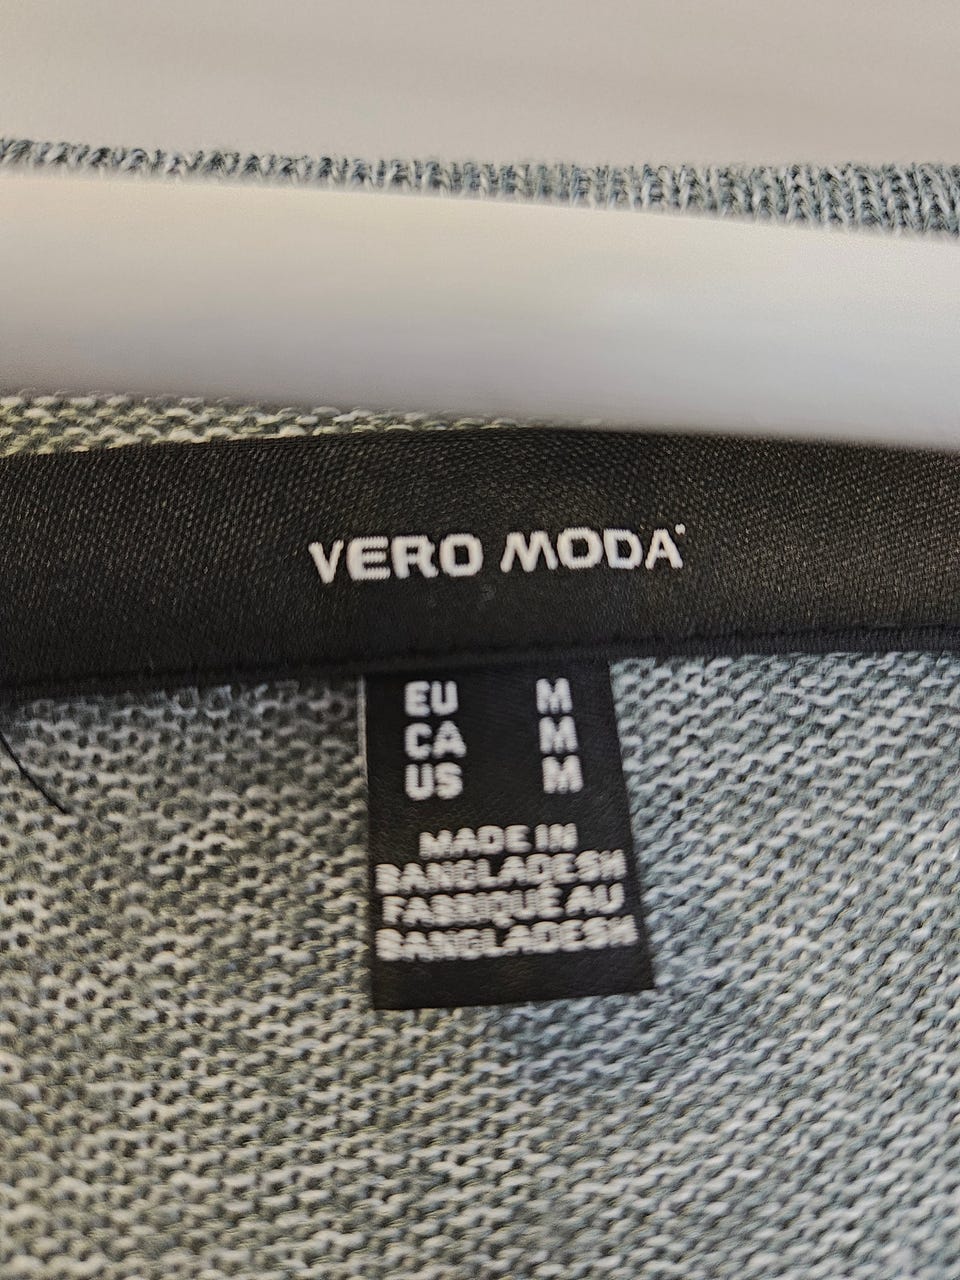 VERO MODA
EU M
CA M
US M
MADE IN
BANGLADESH
FABRIQUÉ AU
BANGLADESH